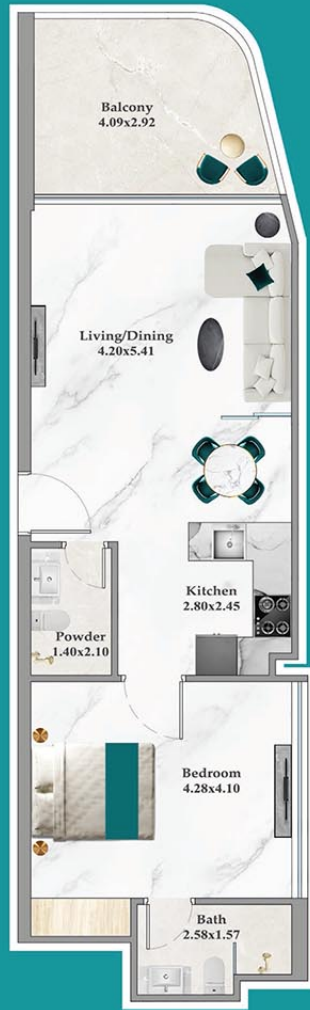 Balcony
4.09x2.92
Living/Dining
4.20x5.41
Kitchen
2.80x2.45
Powder
1.40x2.10
Bedroom
4.28x4.10
Bath
2.58x1.57